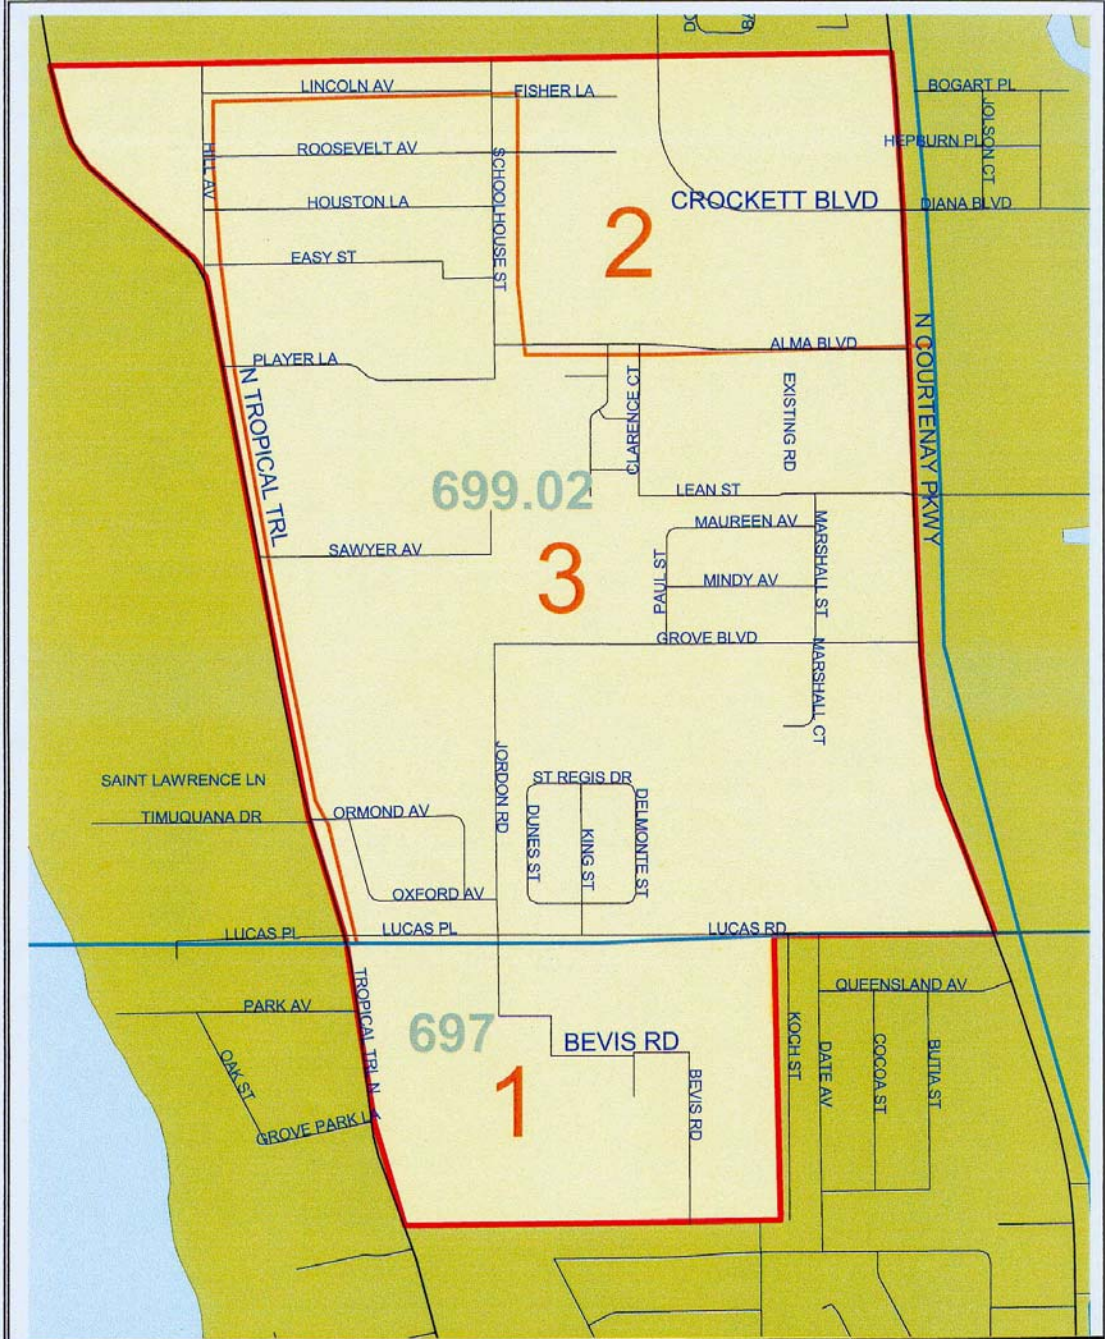 LINCOLN AV
FISHER LA
BOGART PL
HILL AV
ROOSEVELT AV
SCHOOLHOUSE ST
HEPBURN PL
JOLSON CT
HOUSTON LA
CROCKETT BLVD
DIANA BLVD
2
EASY ST
N COURTENAY PKWY
ALMA BLVD
PLAYER LA
N TROPICAL TRL
CLARENCE CT
EXISTING RD
699.02
LEAN ST
MAUREEN AV
MARSHALL ST
SAWYER AV
3
PAUL ST
MINDY AV
GROVE BLVD
MARSHALL CT
JORDON RD
SAINT LAWRENCE LN
ST REGIS DR
TIMUQUANA DR
ORMOND AV
DUNES ST
KING ST
DELMONTE ST
OXFORD AV
LUCAS PL
LUCAS PL
LUCAS RD
PARK AV
TROPICAL TRL N
QUEENSLAND AV
697
BEVIS RD
KOCH ST
DATE AV
COCOA ST
BUTIA ST
OAK ST
1
BEVIS RD
GROVE PARK LA